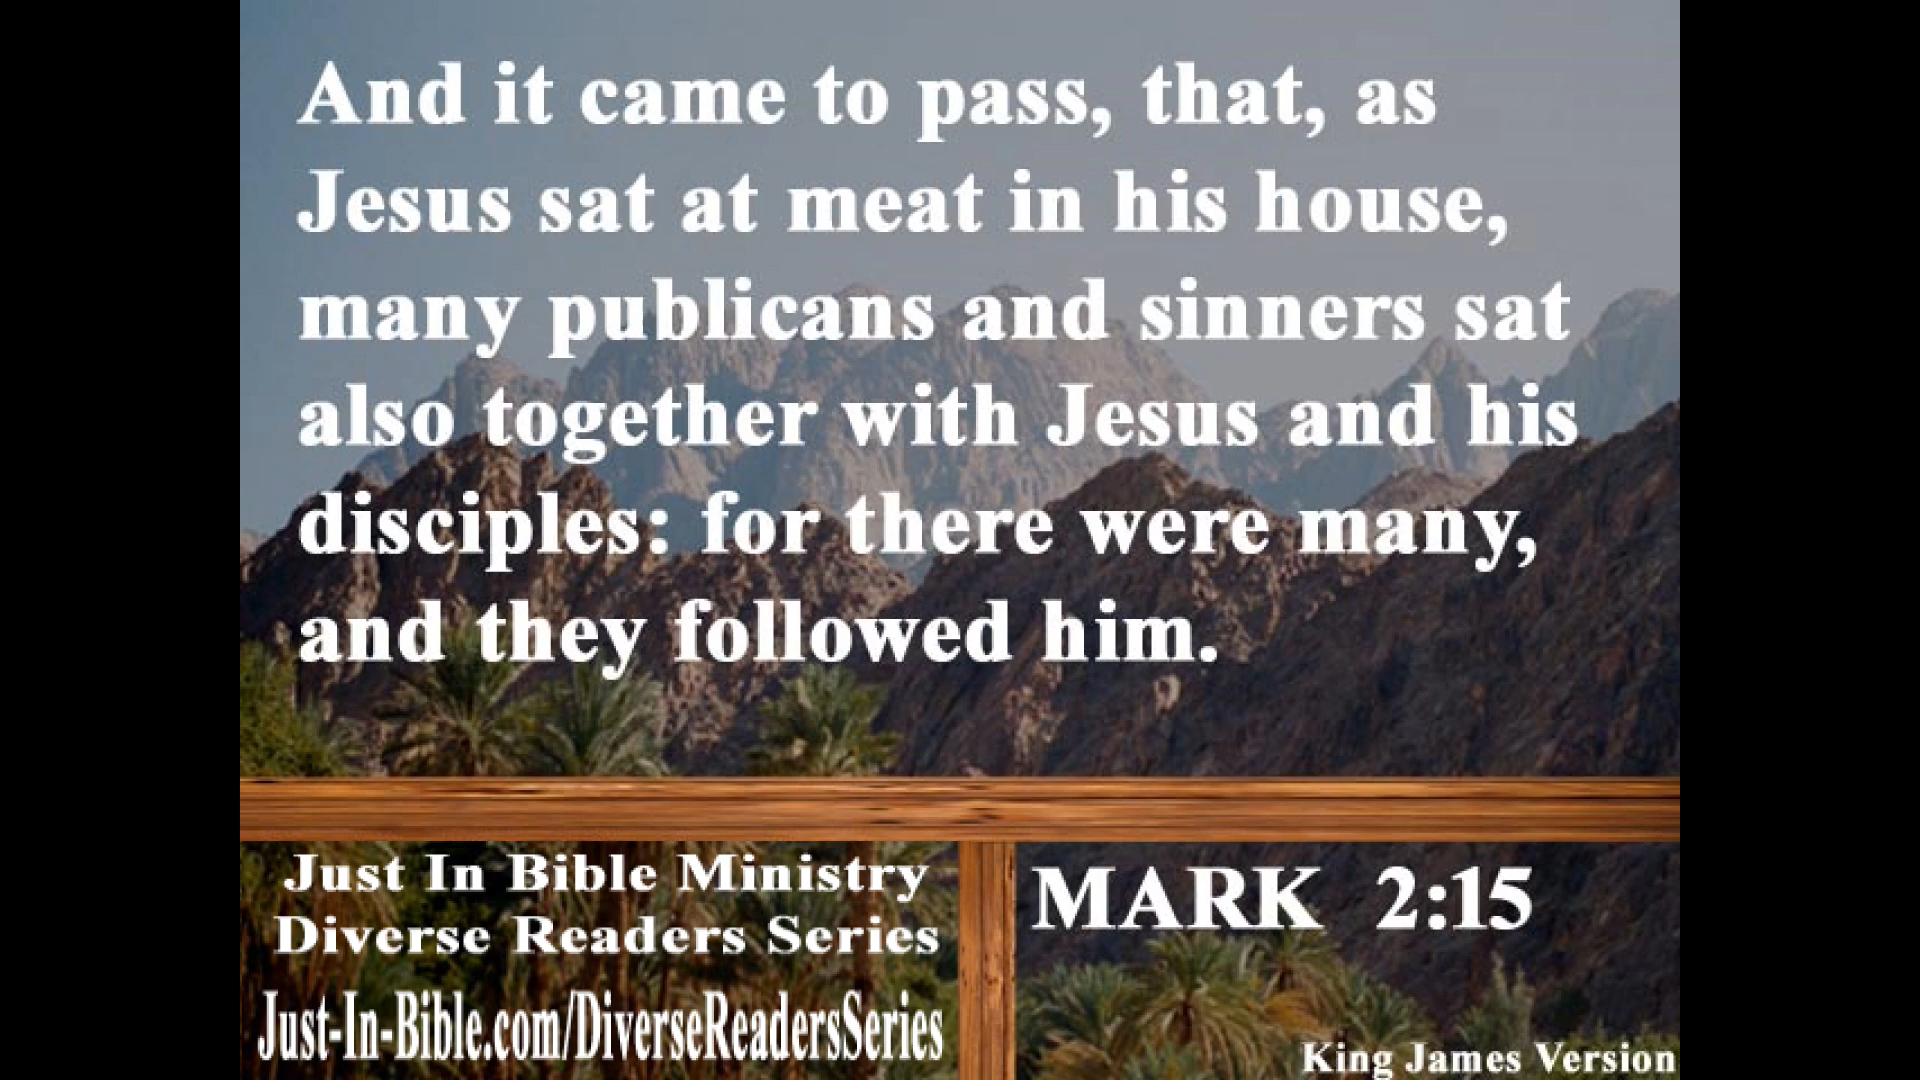 And it came to pass, that, as
Jesus sat at meat in his house,
many publicans and sinners sat
also together with Jesus and his
disciples: for there were many,
and they followed him.
Just In Bible Ministry
Diverse Readers Series
Just-In-Bible.com/DiverseReadersSeries
MARK 2:15
King James Version